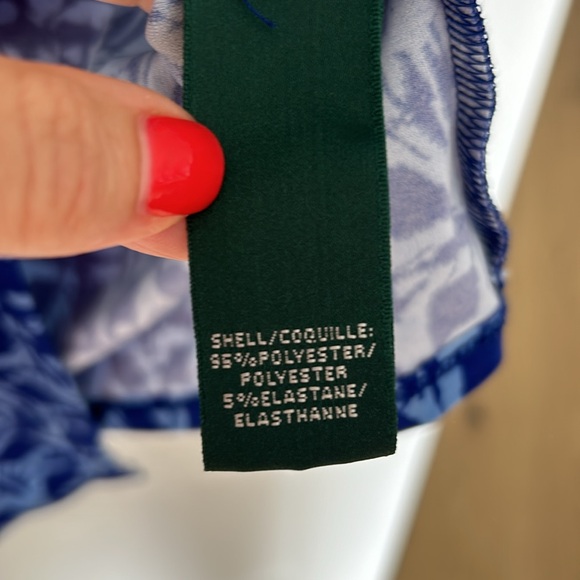 SHELL/COQUILLE:
95%POLYESTER/
POLYESTER
5%ELASTANE/
ELASTHANNE